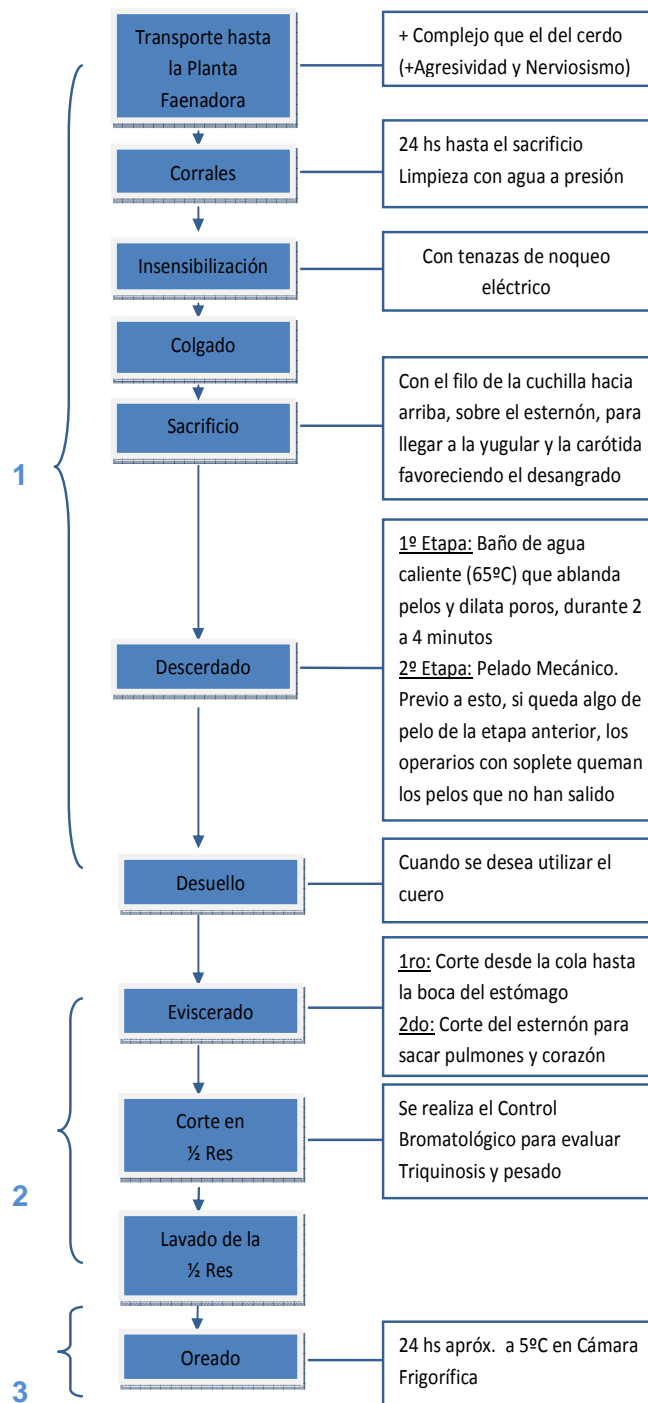 Transporte hasta
la Planta
Faenadora
+ Complejo que el del cerdo
(+Agresividad y Nerviosismo)
Corrales
24 hs hasta el sacrificio
Limpieza con agua a presión
Insensibilización
Con tenazas de noqueo
eléctrico
Colgado
Sacrificio
Con el filo de la cuchilla hacia
arriba, sobre el esternón, para
llegar a la yugular y la carótida
favoreciendo el desangrado
1
Descerdado
1º Etapa: Baño de agua
caliente (65ºC) que ablanda
pelos y dilata poros, durante 2
a 4 minutos
2º Etapa: Pelado Mecánico.
Previo a esto, si queda algo de
pelo de la etapa anterior, los
operarios con soplete queman
los pelos que no han salido
Desuello
Cuando se desea utilizar el
cuero
Eviscerado
1ro: Corte desde la cola hasta
la boca del estómago
2do: Corte del esternón para
sacar pulmones y corazón
Corte en
½ Res
Se realiza el Control
Bromatológico para evaluar
Triquinosis y pesado
2
Lavado de la
½ Res
Oreado
24 hs apróx. a 5ºC en Cámara
Frigorífica
3